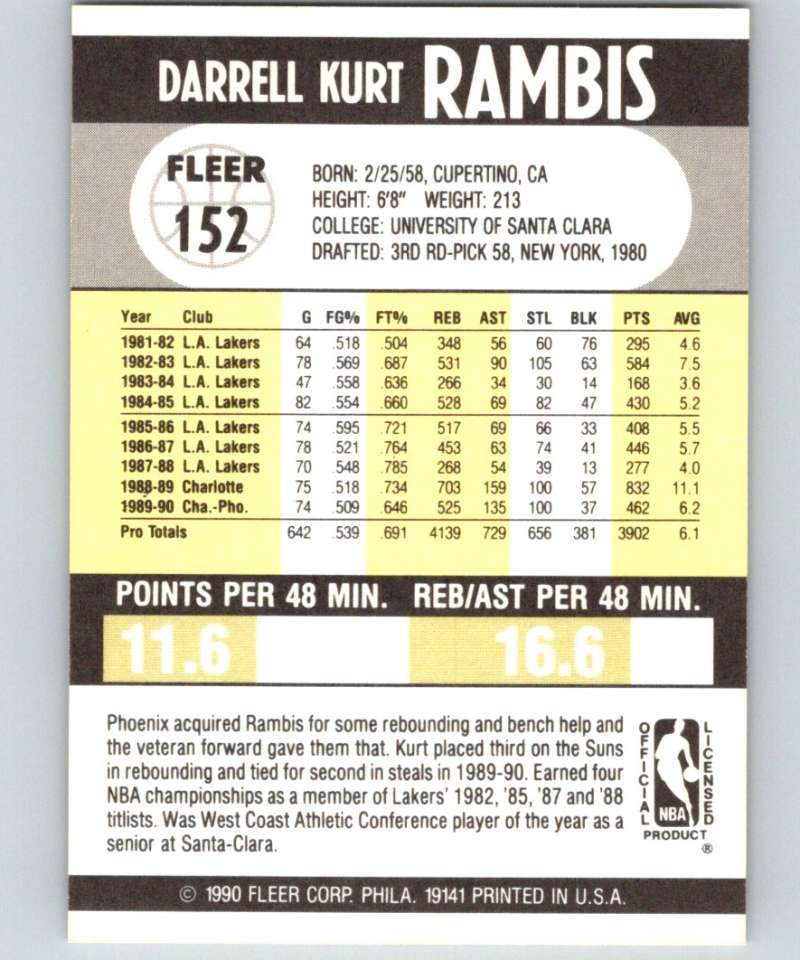 DARRELL KURT RAMBIS
FLEER
152
BORN: 2/25/58, CUPERTINO, CA
HEIGHT: 6'8" WEIGHT: 213
COLLEGE: UNIVERSITY OF SANTA CLARA
DRAFTED: 3RD RD-PICK 58, NEW YORK, 1980
Year Club G FG% FT% REB AST STL BLK PTS AVG
1981-82 L.A. Lakers 64 .518 .504 348 56 60 76 295 4.6
1982-83 L.A. Lakers 78 .569 .687 531 90 105 63 584 7.5
1983-84 L.A. Lakers 47 .558 .636 266 34 30 14 168 3.6
1984-85 L.A. Lakers 82 .554 .660 528 69 82 47 430 5.2
1985-86 L.A. Lakers 74 .595 .721 517 69 66 33 408 5.5
1986-87 L.A. Lakers 78 .521 .764 453 63 74 41 446 5.7
1987-88 L.A. Lakers 70 .548 .785 268 54 39 13 277 4.0
1988-89 Charlotte 75 .518 .734 703 159 100 57 832 11.1
1989-90 Cha.-Pho. 74 .509 .646 525 135 100 37 462 6.2
Pro Totals 642 .539 .691 4139 729 656 381 3902 6.1
POINTS PER 48 MIN. REB/AST PER 48 MIN.
11.6 16.6
Phoenix acquired Rambis for some rebounding and bench help and
the veteran forward gave them that. Kurt placed third on the Suns
in rebounding and tied for second in steals in 1989-90. Earned four
NBA championships as a member of Lakers' 1982, '85, '87 and '88
titlists. Was West Coast Athletic Conference player of the year as a
senior at Santa-Clara.
OFFICIAL
LICENSED
NBA
PRODUCT
®
© 1990 FLEER CORP. PHILA. 19141 PRINTED IN U.S.A.